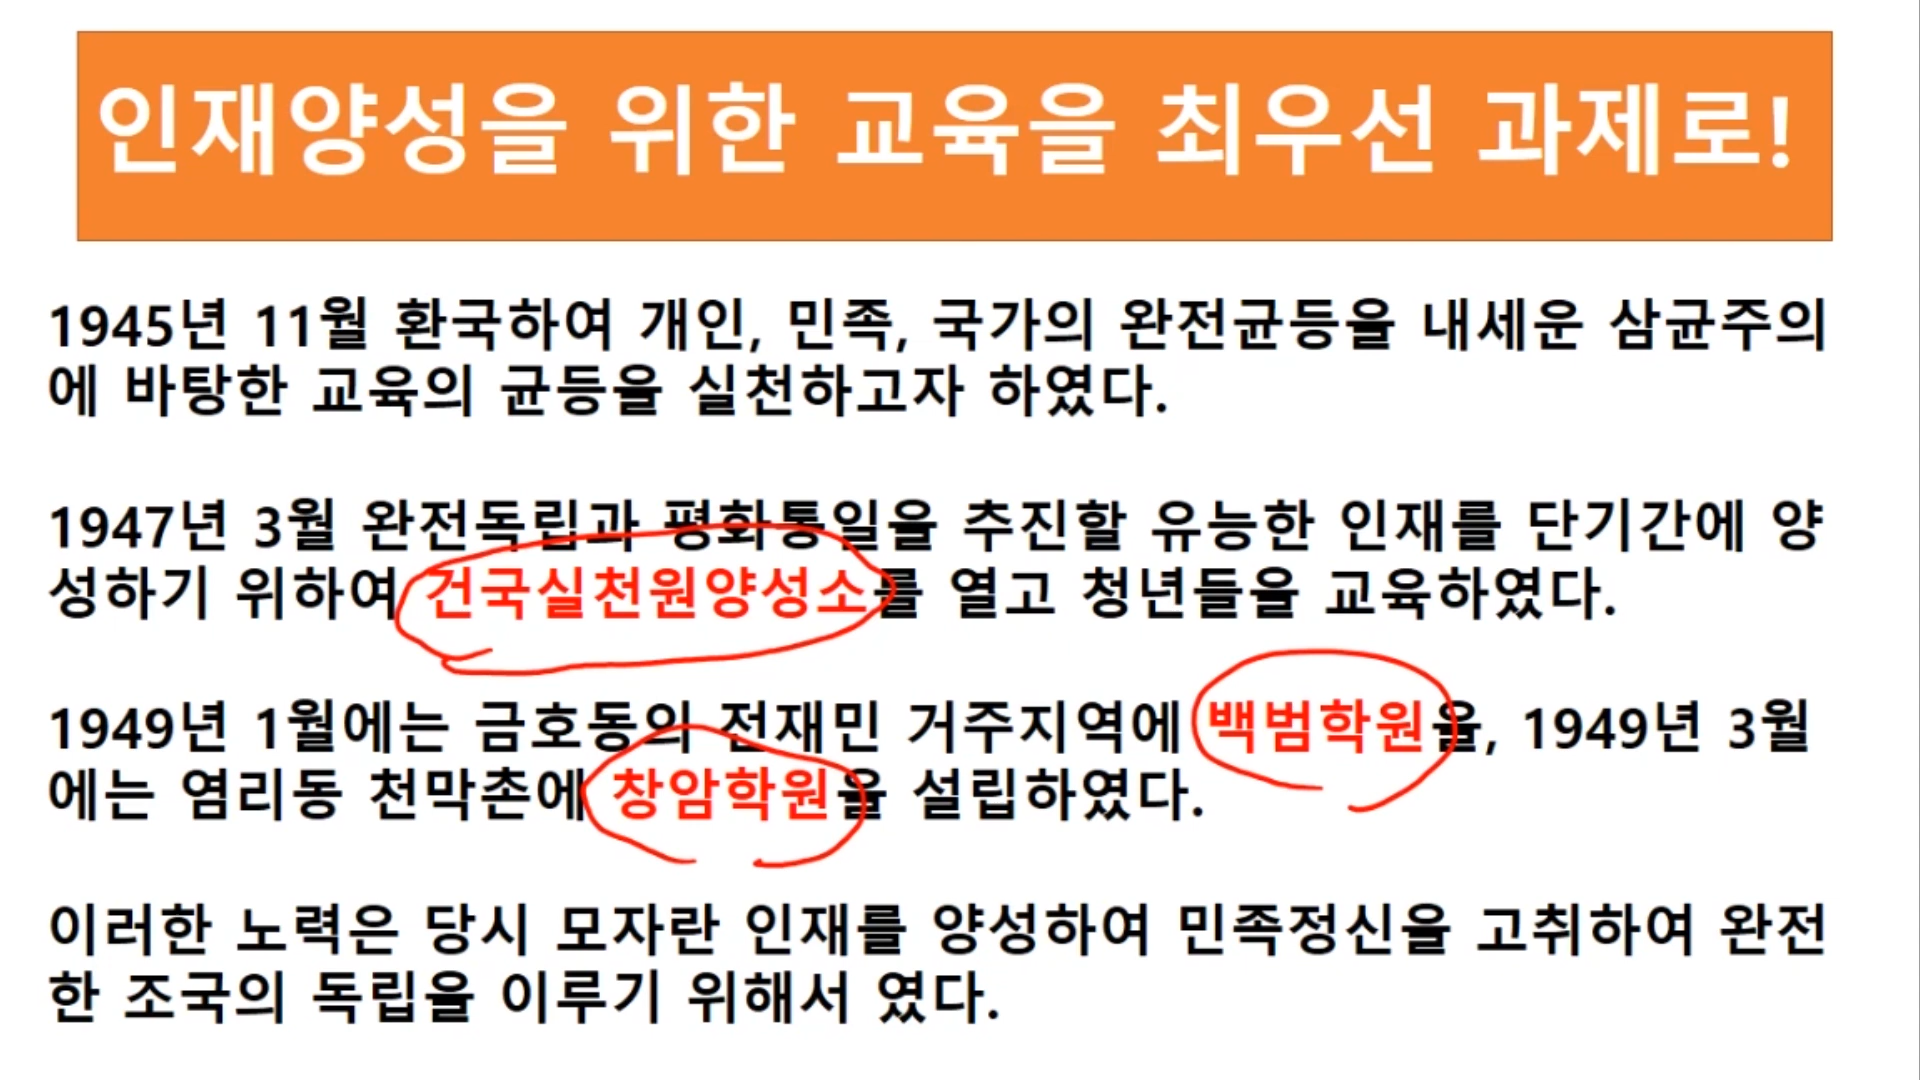 인재양성을 위한 교육을 최우선 과제로!
1945년 11월 환국하여 개인, 민족, 국가의 완전균등을 내세운 삼균주의
에 바탕한 교육의 균등을 실천하고자 하였다.
1947년 3월 완전독립과 평화통일을 추진할 유능한 인재를 단기간에 양
성하기 위하여 건국실천원양성소를 열고 청년들을 교육하였다.
1949년 1월에는 금호동의 전재민 거주지역에 백범학원을, 1949년 3월
에는 염리동 천막촌에 창암학원을 설립하였다.
이러한 노력은 당시 모자란 인재를 양성하여 민족정신을 고취하여 완전
한 조국의 독립을 이루기 위해서 였다.